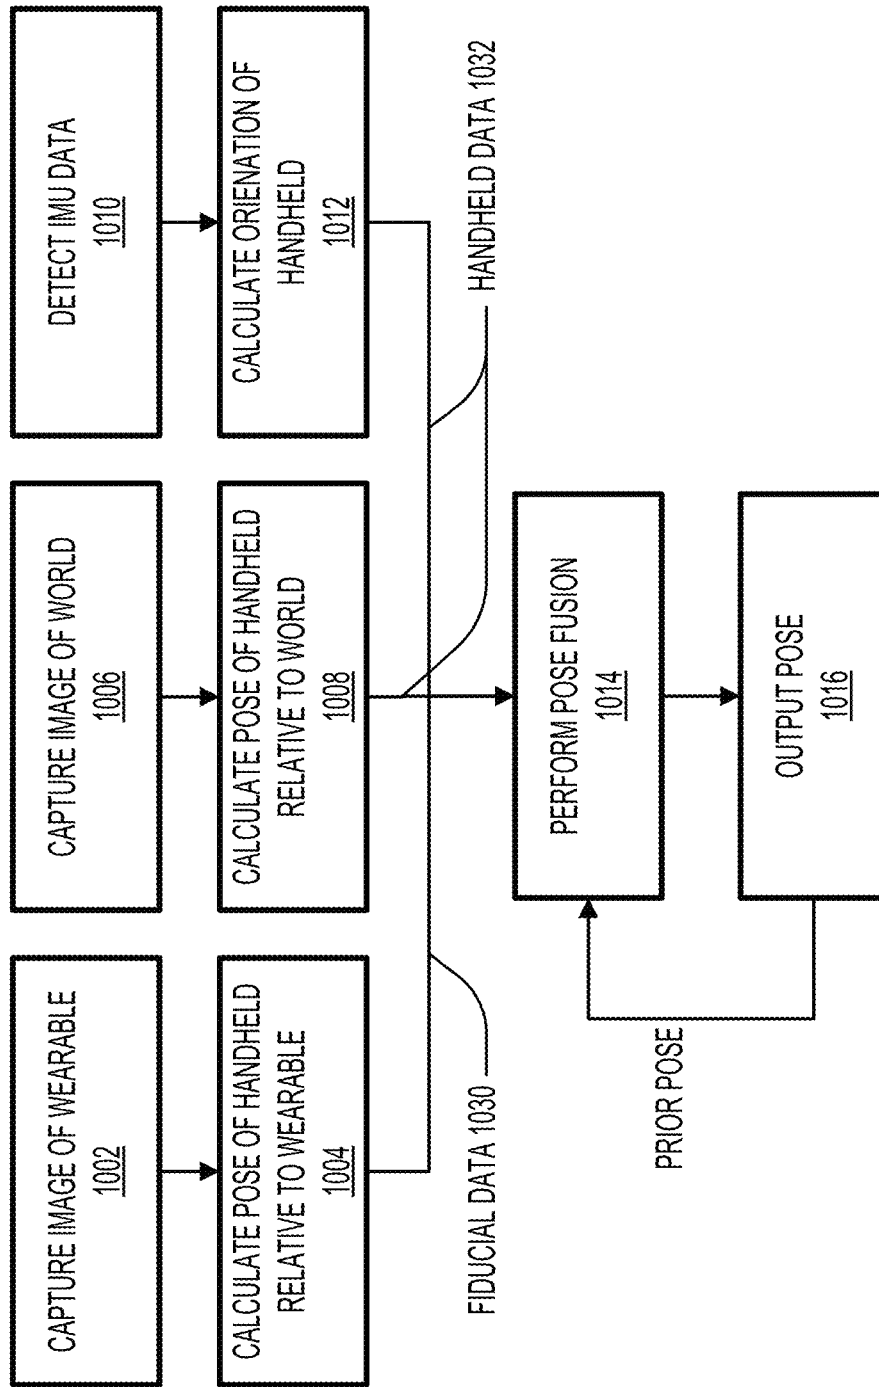 CAPTURE IMAGE OF WEARABLE
1002
CALCULATE POSE OF HANDHELD
RELATIVE TO WEARABLE
1004
CAPTURE IMAGE OF WORLD
1006
CALCULATE POSE OF HANDHELD
RELATIVE TO WORLD
1008
DETECT IMU DATA
1010
CALCULATE ORIENATION OF
HANDHELD
1012
FIDUCIAL DATA 1030
HANDHELD DATA 1032
PERFORM POSE FUSION
1014
PRIOR POSE
OUTPUT POSE
1016